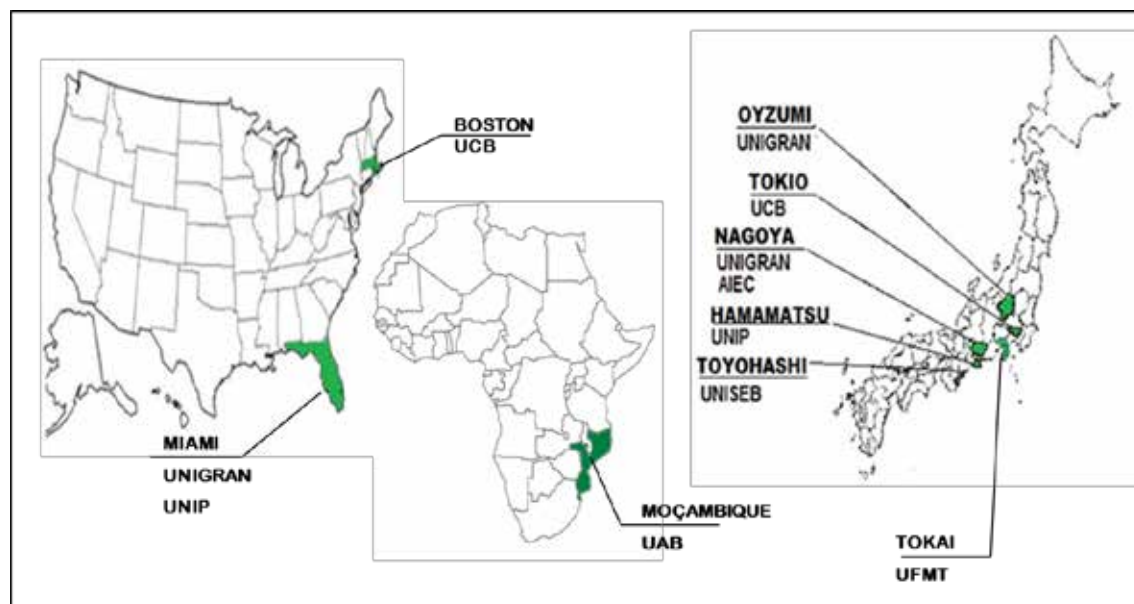 BOSTON
UCB
MIAMI
UNIGRAN
UNIP
MOÇAMBIQUE
UAB
OYZUMI
UNIGRAN
TOKIO
UCB
NAGOYA
UNIGRAN
AIEC
HAMAMATSU
UNIP
TOYOHASHI
UNISEB
TOKAI
UFMT